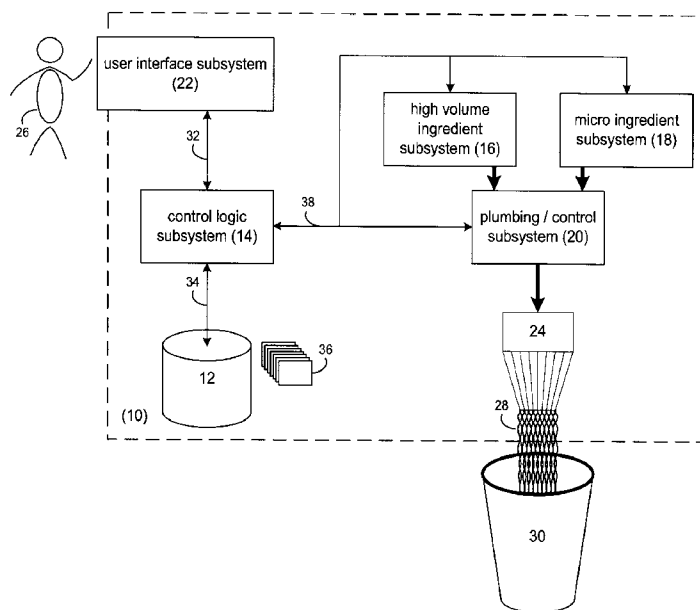 user interface subsystem
(22)
26
32
high volume
ingredient
subsystem (16)
micro ingredient
subsystem (18)
control logic
subsystem (14)
38
plumbing / control
subsystem (20)
34
12
36
24
28
(10)
30